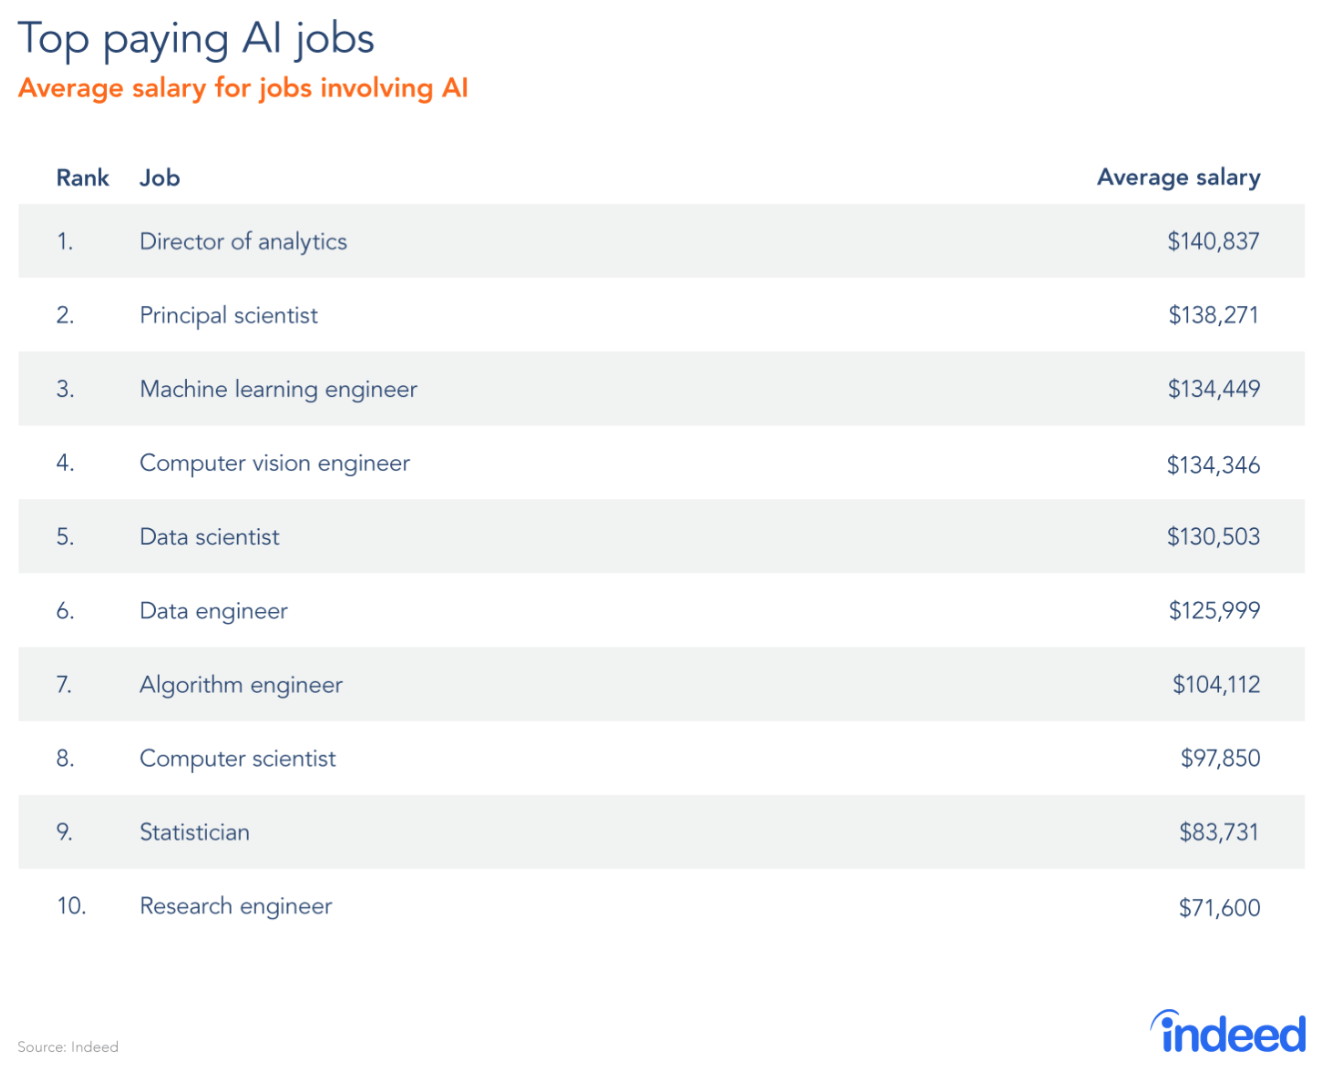 Top paying AI jobs
Average salary for jobs involving AI
Rank Job Average salary
1. Director of analytics $140,837
2. Principal scientist $138,271
3. Machine learning engineer $134,449
4. Computer vision engineer $134,346
5. Data scientist $130,503
6. Data engineer $125,999
7. Algorithm engineer $104,112
8. Computer scientist $97,850
9. Statistician $83,731
10. Research engineer $71,600
Source: Indeed
indeed